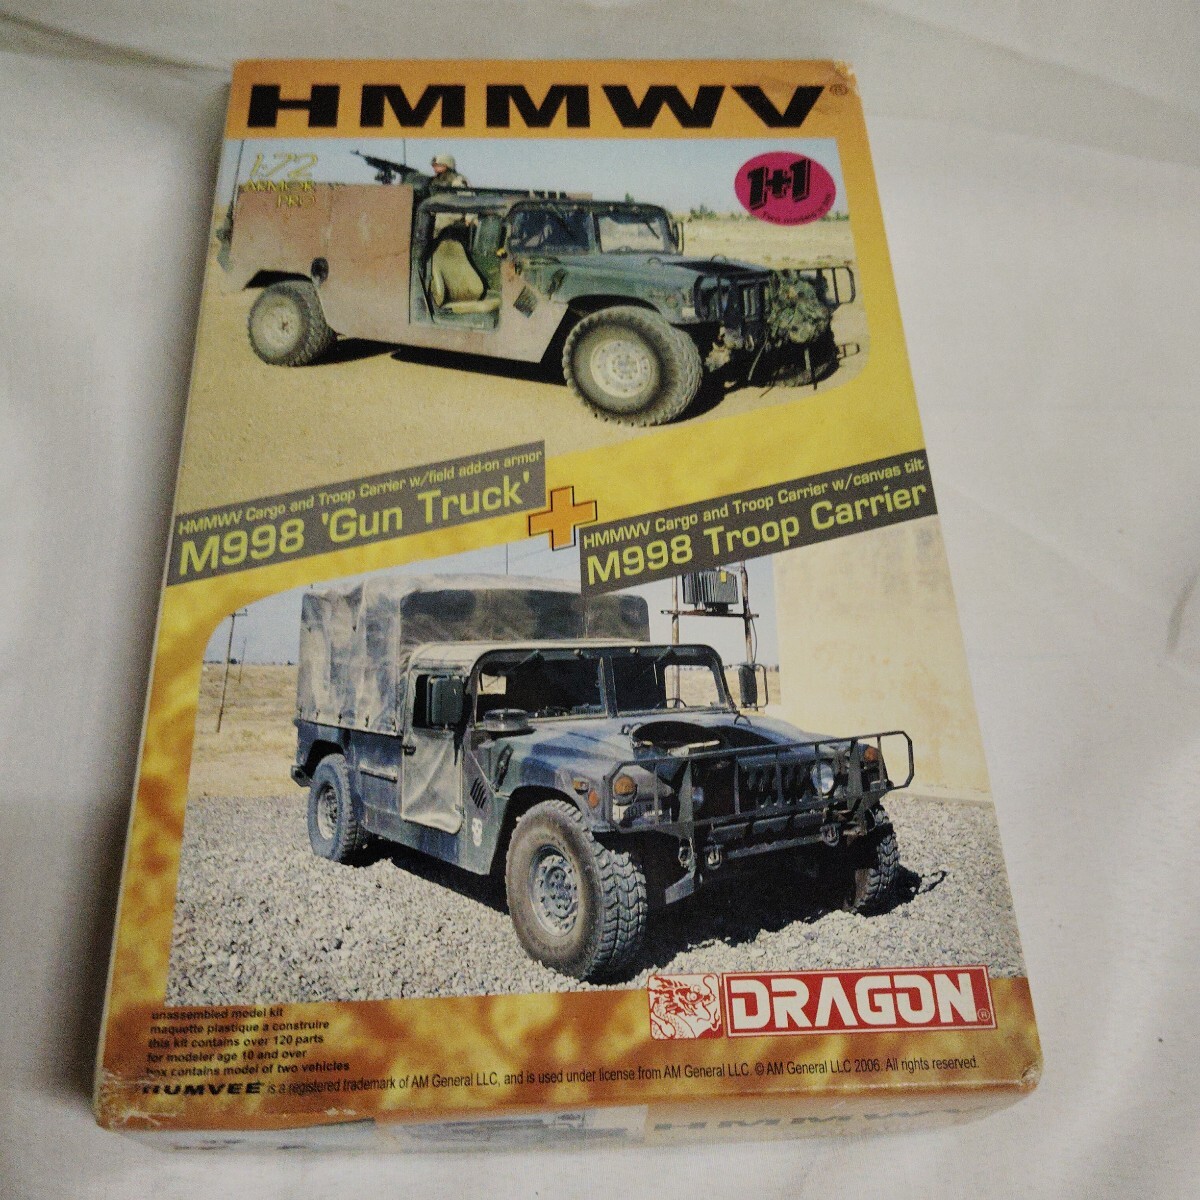 HMMWV®
1:72
ARMOR
PRO
1+1
HMMWV Cargo and Troop Carrier w/field add-on armor
M998 'Gun Truck'
+
HMMWV Cargo and Troop Carrier w/canvas tilt
M998 Troop Carrier
DRAGON®
unassembled model kit
maquette plastique a construire
this kit contains over 120 parts
for modeler age 10 and over
box contains model of two vehicles
HUMVEE is a registered trademark of AM General LLC, and is used under license from AM General LLC. © AM General LLC 2006. All rights reserved.
HMMWV